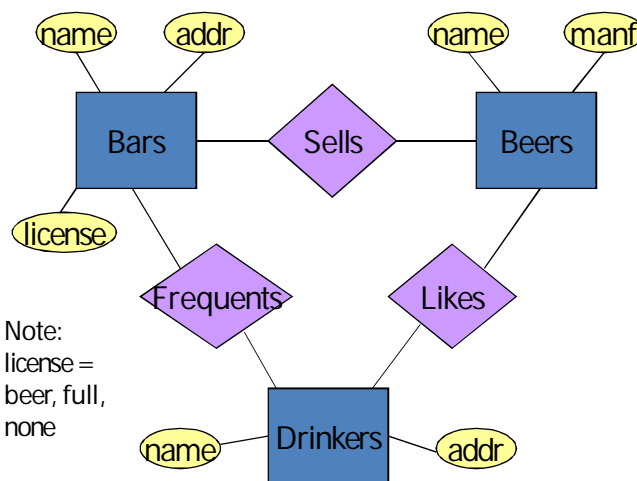 name
addr
name
manf
Bars
Sells
Beers
license
Frequents
Likes
Note:
license =
beer, full,
none
name
Drinkers
addr